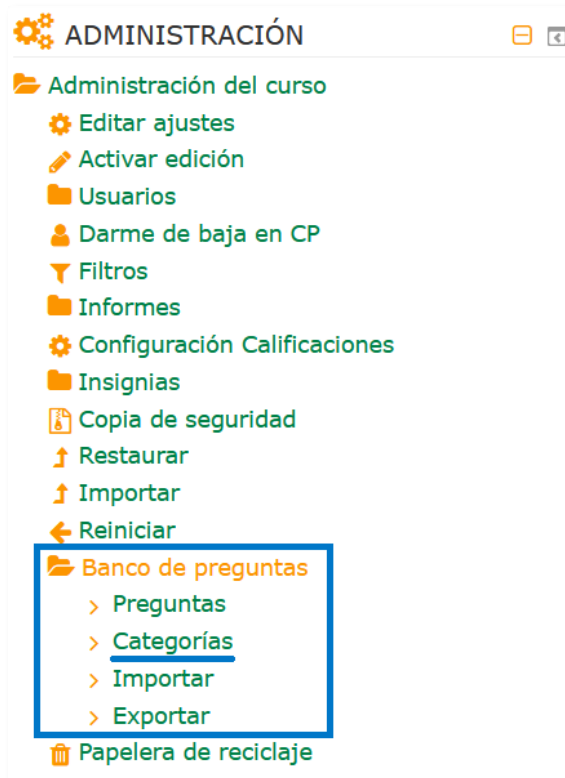 ADMINISTRACIÓN
Administración del curso
Editar ajustes
Activar edición
Usuarios
Darme de baja en CP
Filtros
Informes
Configuración Calificaciones
Insignias
Copia de seguridad
Restaurar
Importar
Reiniciar
Banco de preguntas
Preguntas
Categorías
Importar
Exportar
Papelera de reciclaje